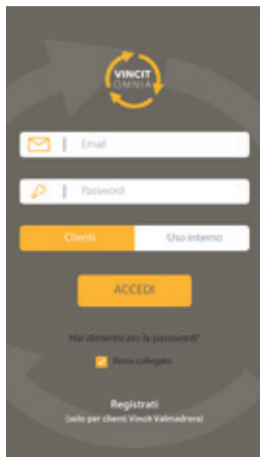 VINCIT
OMNIA
Email
Password
Clienti
Uso interno
ACCEDI
Hai dimenticato la password?
Resta collegato
Registrati
(solo per clienti Vincit Valmadrera)